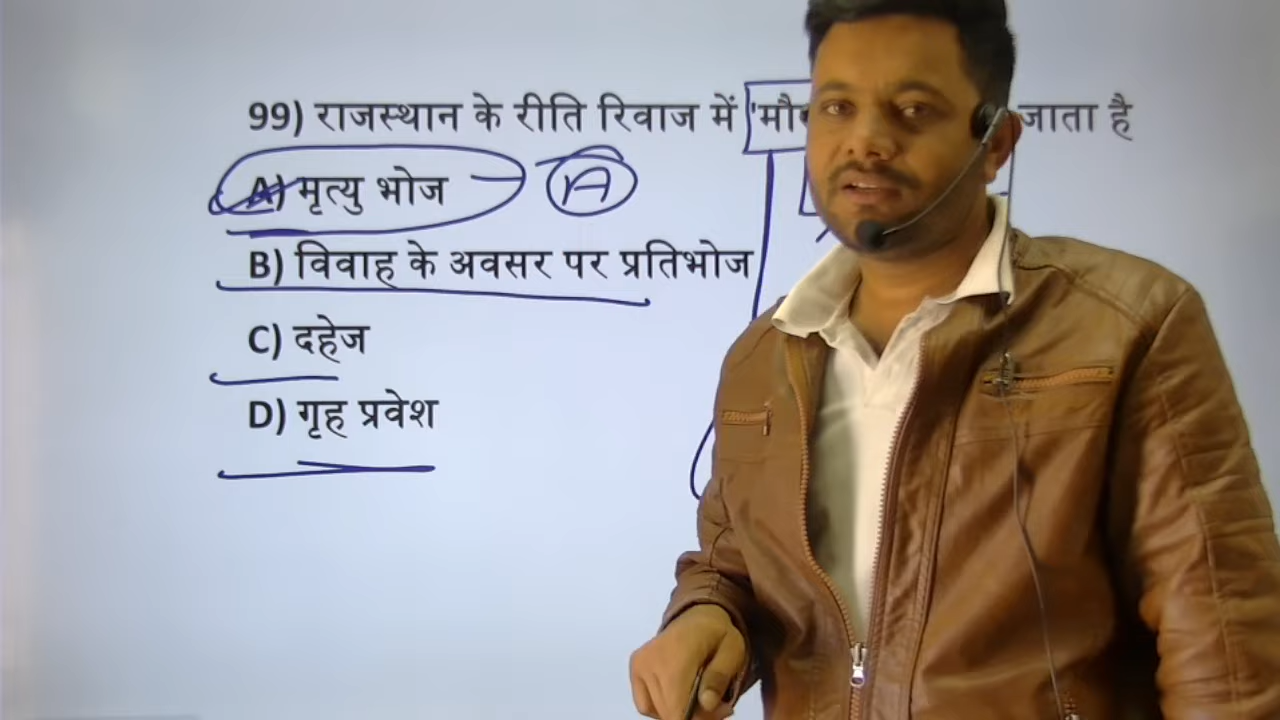 99) राजस्थान के रीति रिवाज में जाता है
A) मृत्यु भोज A
B) विवाह के अवसर पर प्रतिभोज
C) दहेज
D) गृह प्रवेश